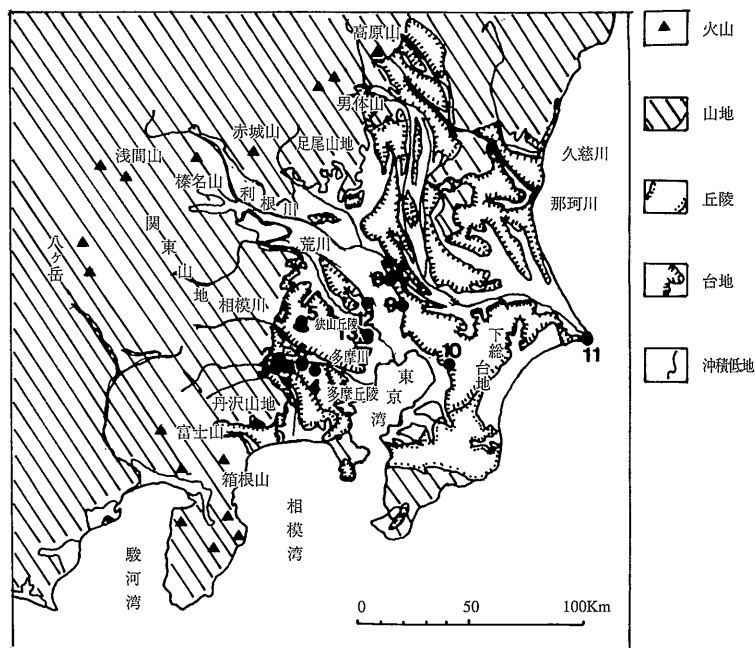 高原山
男体山
赤城山
足尾山地
浅間山
榛名山
利根川
久慈川
那珂川
八ヶ岳
関東山地
荒川
相模川
狭山丘陵
5
13
多摩川
多摩丘陵
東京湾
下総台地
9
10
11
丹沢山地
富士山
箱根山
相模湾
駿河湾
0 50 100Km
火山
山地
丘陵
台地
沖積低地